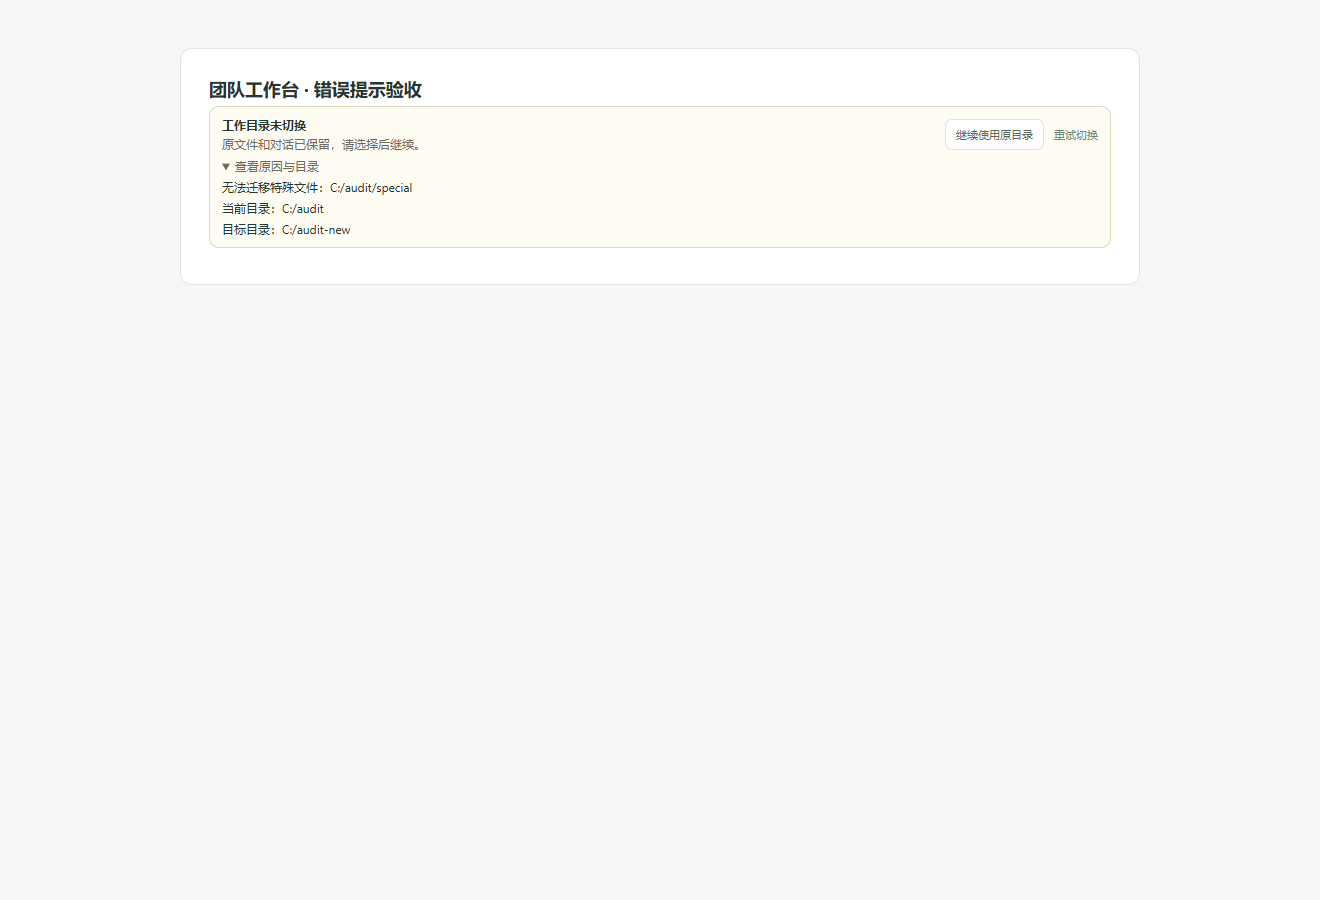 团队工作台 · 错误提示验收
工作目录未切换
原文件和对话已保留，请选择后继续。
继续使用原目录
重试切换
▼ 查看原因与目录
无法迁移特殊文件：C:/audit/special
当前目录：C:/audit
目标目录：C:/audit-new